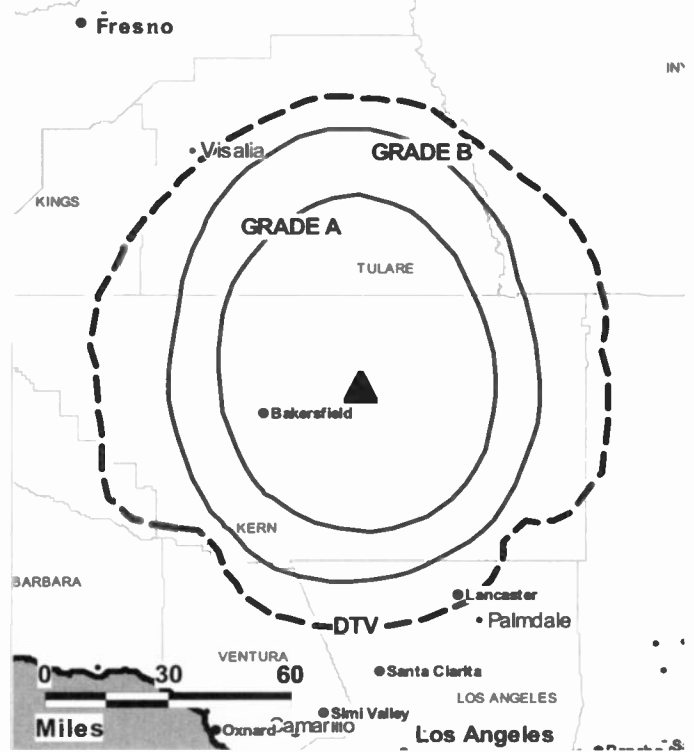 Fresno
INY
Visalia
GRADE B
KINGS
GRADE A
TULARE
Bakersfield
KERN
BARBARA
Lancaster
DTV
Palmdale
VENTURA
0 30 60
Santa Clarita
LOS ANGELES
Miles
Simi Valley
Oxnard
Camarillo
Los Angeles